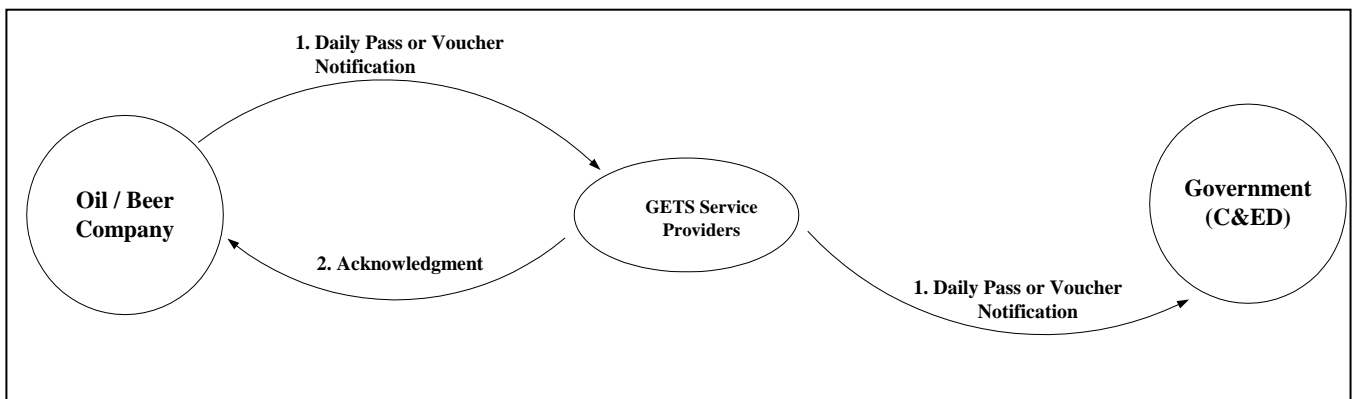 1. Daily Pass or Voucher
Notification
Oil / Beer
Company
GETS Service
Providers
Government
(C&ED)
2. Acknowledgment
1. Daily Pass or Voucher
Notification